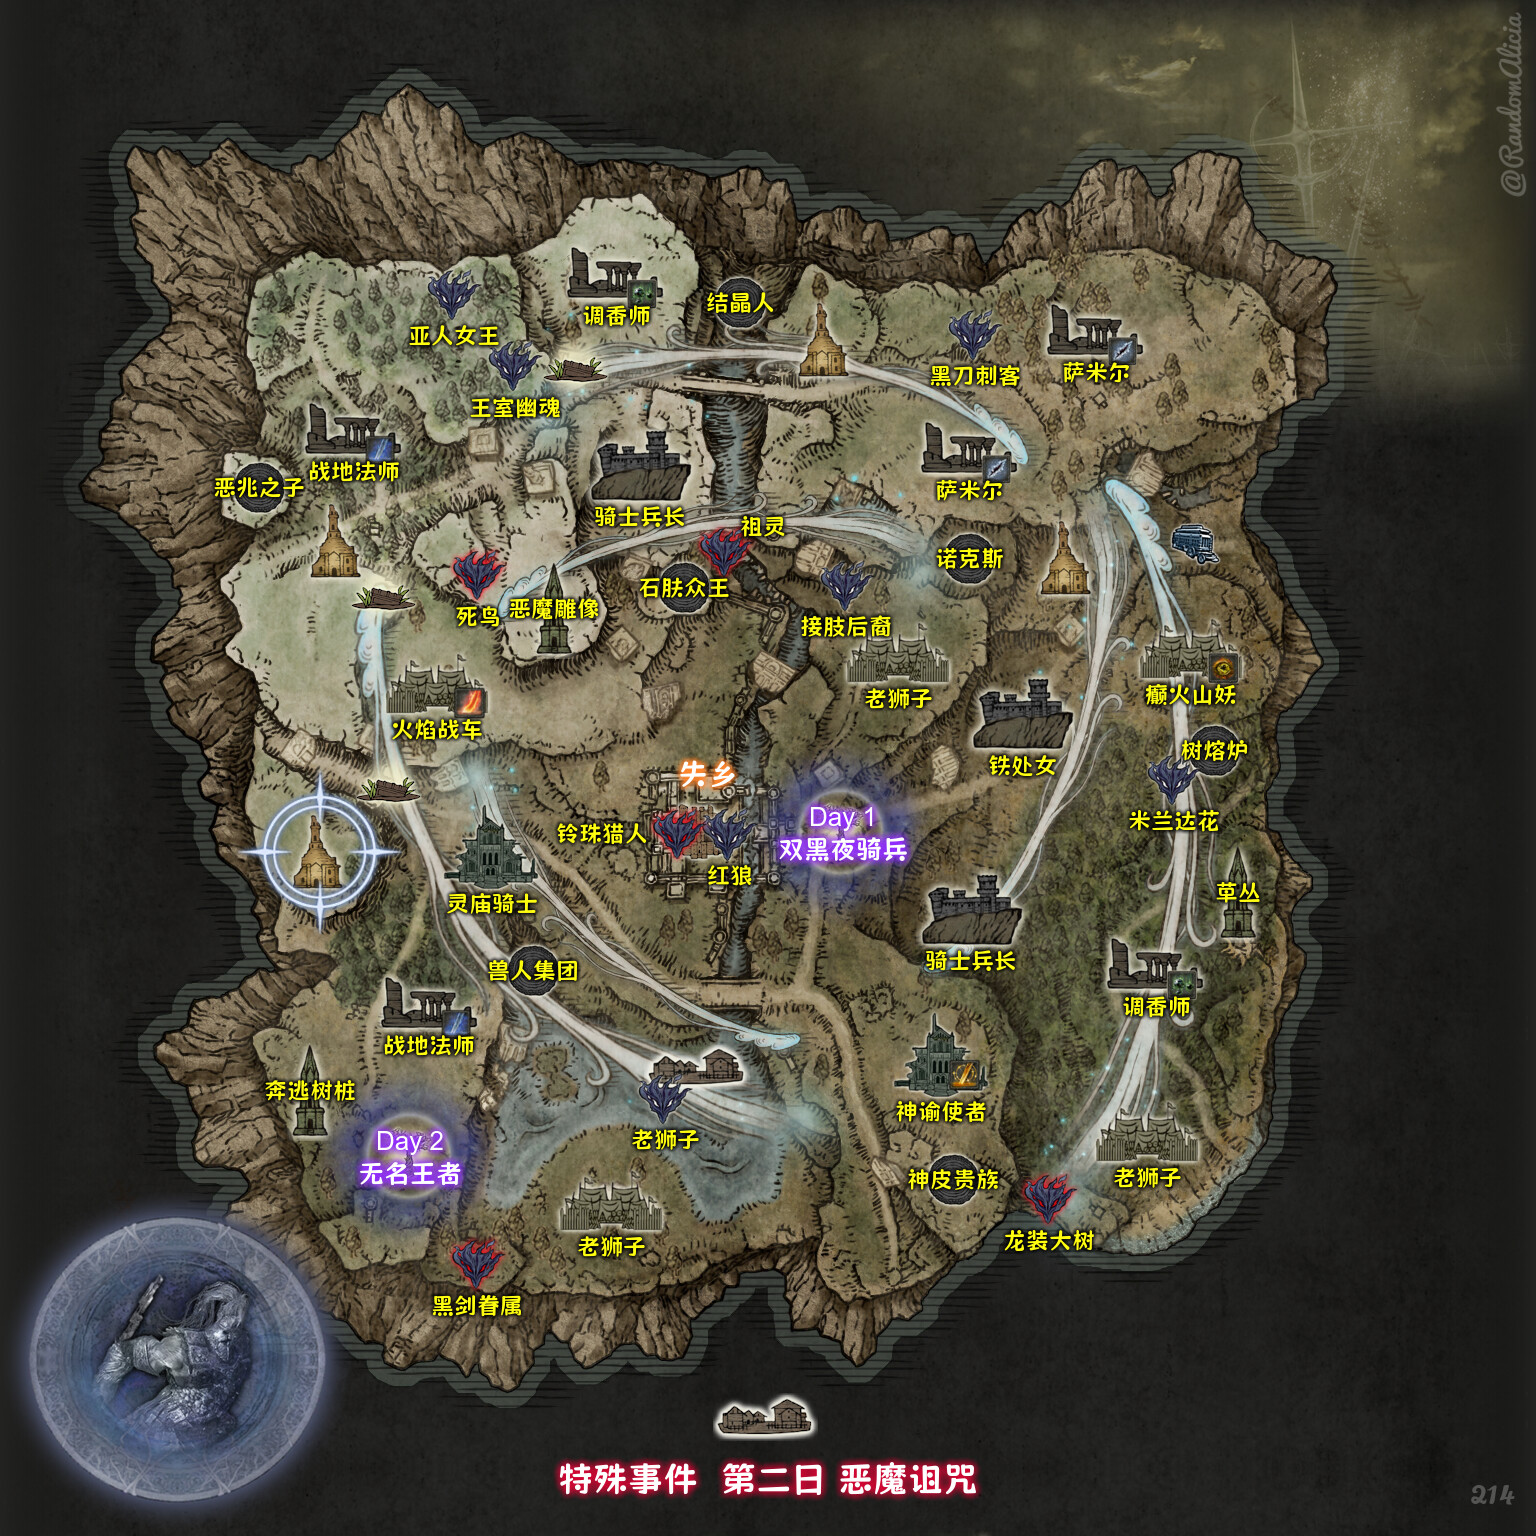 @RandomAlicia
调香师
结晶人
亚人女王
黑刀刺客
萨米尔
王室幽魂
战地法师
恶兆之子
萨米尔
骑士兵长
祖灵
诺克斯
石肤众王
死鸟
恶魔雕像
接肢后裔
老狮子
癫火山妖
火焰战车
树熔炉
铁处女
失乡
Day 1
双黑夜骑兵
米兰达花
铃珠猎人
红狼
草丛
灵庙骑士
骑士兵长
兽人集团
调香师
战地法师
奔逃树桩
神谕使者
老狮子
Day 2
无名王者
神皮贵族
老狮子
龙装大树
老狮子
黑剑眷属
特殊事件 第二日 恶魔诅咒
214